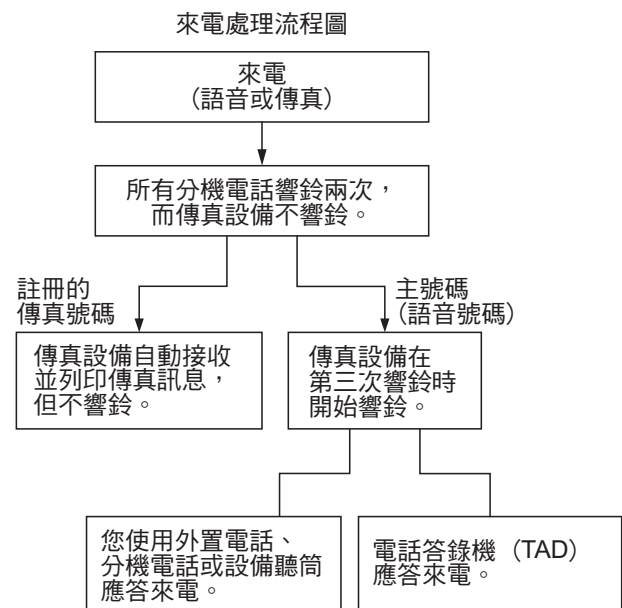 來電處理流程圖
來電
(語音或傳真)
所有分機電話響鈴兩次，
而傳真設備不響鈴。
註冊的
傳真號碼
主號碼
(語音號碼)
傳真設備自動接收
並列印傳真訊息，
但不響鈴。
傳真設備在
第三次響鈴時
開始響鈴。
您使用外置電話、
分機電話或設備聽筒
應答來電。
電話答錄機 (TAD)
應答來電。